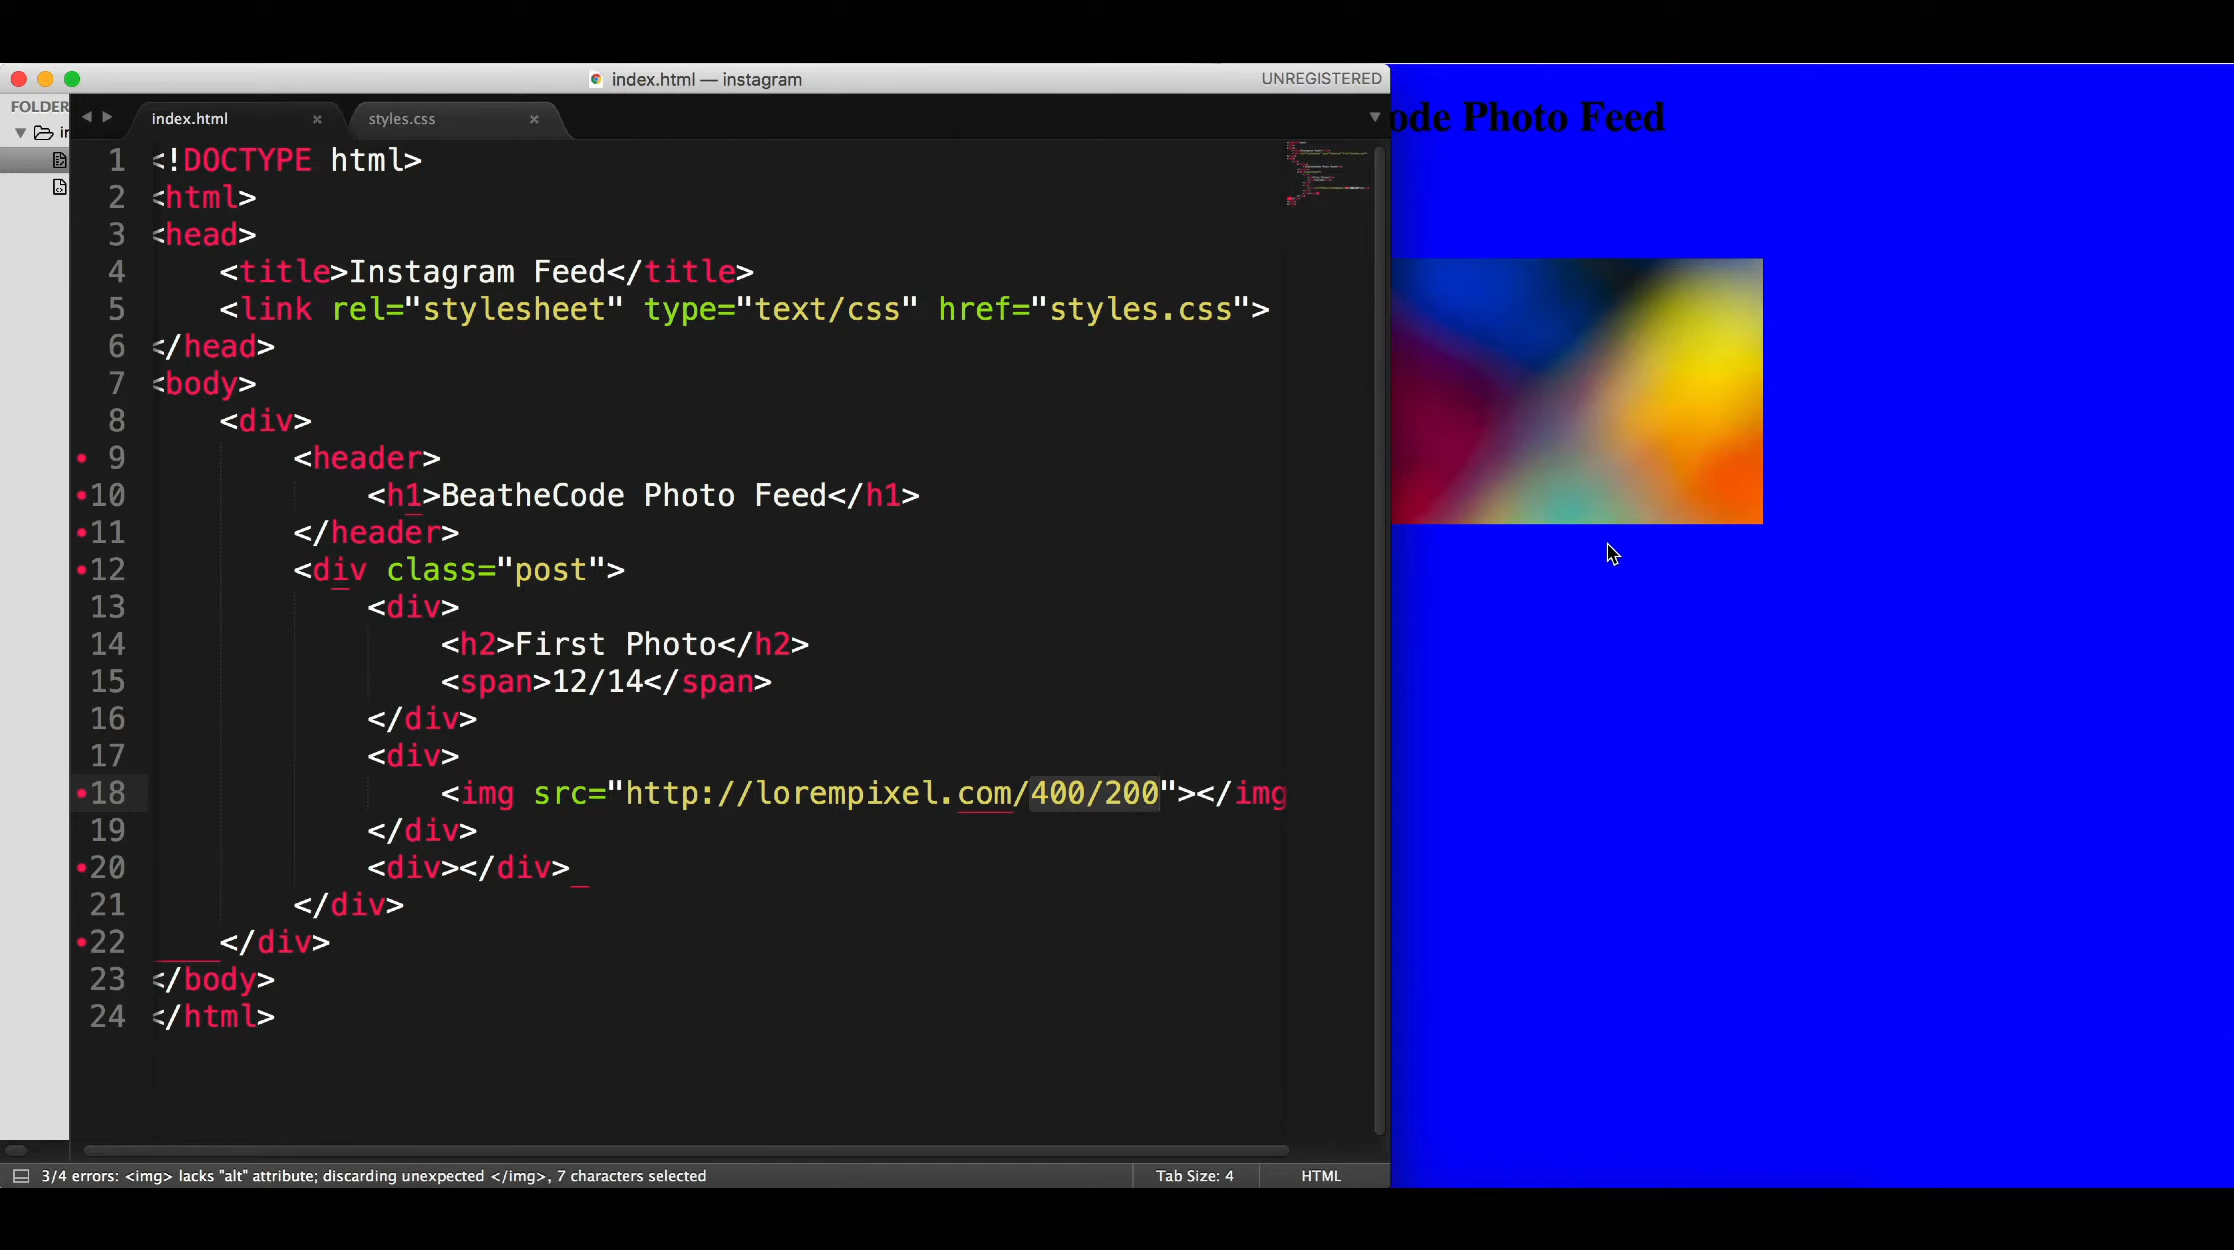 index.html — instagram
UNREGISTERED
FOLDER
index.html
styles.css
ode Photo Feed
1 <!DOCTYPE html>
2 <html>
3 <head>
4 <title>Instagram Feed</title>
5 <link rel="stylesheet" type="text/css" href="styles.css">
6 </head>
7 <body>
8 <div>
9 <header>
10 <h1>BeatheCode Photo Feed</h1>
11 </header>
12 <div class="post">
13 <div>
14 <h2>First Photo</h2>
15 <span>12/14</span>
16 </div>
17 <div>
18 <img src="http://lorempixel.com/400/200"></img
19 </div>
20 <div></div>
21 </div>
22 </div>
23 </body>
24 </html>
3/4 errors: <img> lacks "alt" attribute; discarding unexpected </img>, 7 characters selected
Tab Size: 4
HTML